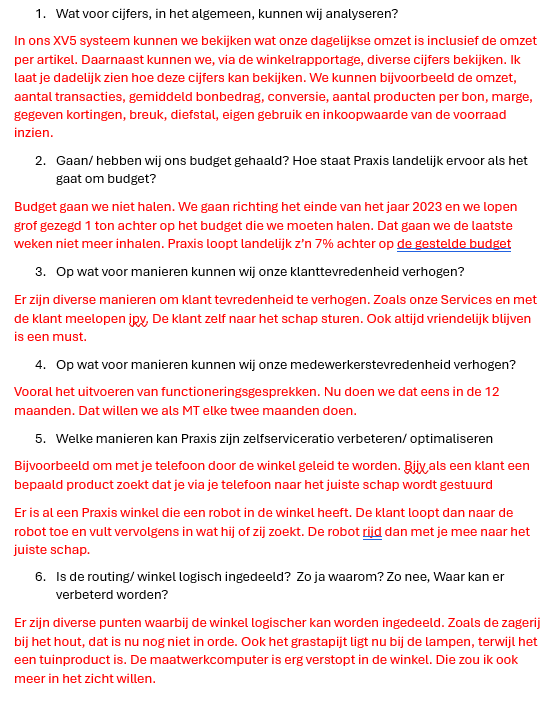 1. Wat voor cijfers, in het algemeen, kunnen wij analyseren?
In ons XV5 systeem kunnen we bekijken wat onze dagelijkse omzet is inclusief de omzet
per artikel. Daarnaast kunnen we, via de winkelrapportage, diverse cijfers bekijken. Ik
laat je dadelijk zien hoe deze cijfers kan bekijken. We kunnen bijvoorbeeld de omzet,
aantal transacties, gemiddeld bonbedrag, conversie, aantal producten per bon, marge,
gegeven kortingen, breuk, diefstal, eigen gebruik en inkoopwaarde van de voorraad
inzien.
2. Gaan/ hebben wij ons budget gehaald? Hoe staat Praxis landelijk ervoor als het
gaat om budget?
Budget gaan we niet halen. We gaan richting het einde van het jaar 2023 en we lopen
grof gezegd 1 ton achter op het budget die we moeten halen. Dat gaan we de laatste
weken niet meer inhalen. Praxis loopt landelijk z'n 7% achter op de gestelde budget
3. Op wat voor manieren kunnen wij onze klanttevredenheid verhogen?
Er zijn diverse manieren om klant tevredenheid te verhogen. Zoals onze Services en met
de klant meelopen ipv. De klant zelf naar het schap sturen. Ook altijd vriendelijk blijven
is een must.
4. Op wat voor manieren kunnen wij onze medewerkerstevredenheid verhogen?
Vooral het uitvoeren van functioneringsgesprekken. Nu doen we dat eens in de 12
maanden. Dat willen we als MT elke twee maanden doen.
5. Welke manieren kan Praxis zijn zelfserviceratio verbeteren/ optimaliseren
Bijvoorbeeld om met je telefoon door de winkel geleid te worden. Bijv als een klant een
bepaald product zoekt dat je via je telefoon naar het juiste schap wordt gestuurd
Er is al een Praxis winkel die een robot in de winkel heeft. De klant loopt dan naar de
robot toe en vult vervolgens in wat hij of zij zoekt. De robot rijd dan met je mee naar het
juiste schap.
6. Is de routing/ winkel logisch ingedeeld? Zo ja waarom? Zo nee, Waar kan er
verbeterd worden?
Er zijn diverse punten waarbij de winkel logischer kan worden ingedeeld. Zoals de zagerij
bij het hout, dat is nu nog niet in orde. Ook het grastapijt ligt nu bij de lampen, terwijl het
een tuinproduct is. De maatwerkcomputer is erg verstopt in de winkel. Die zou ik ook
meer in het zicht willen.